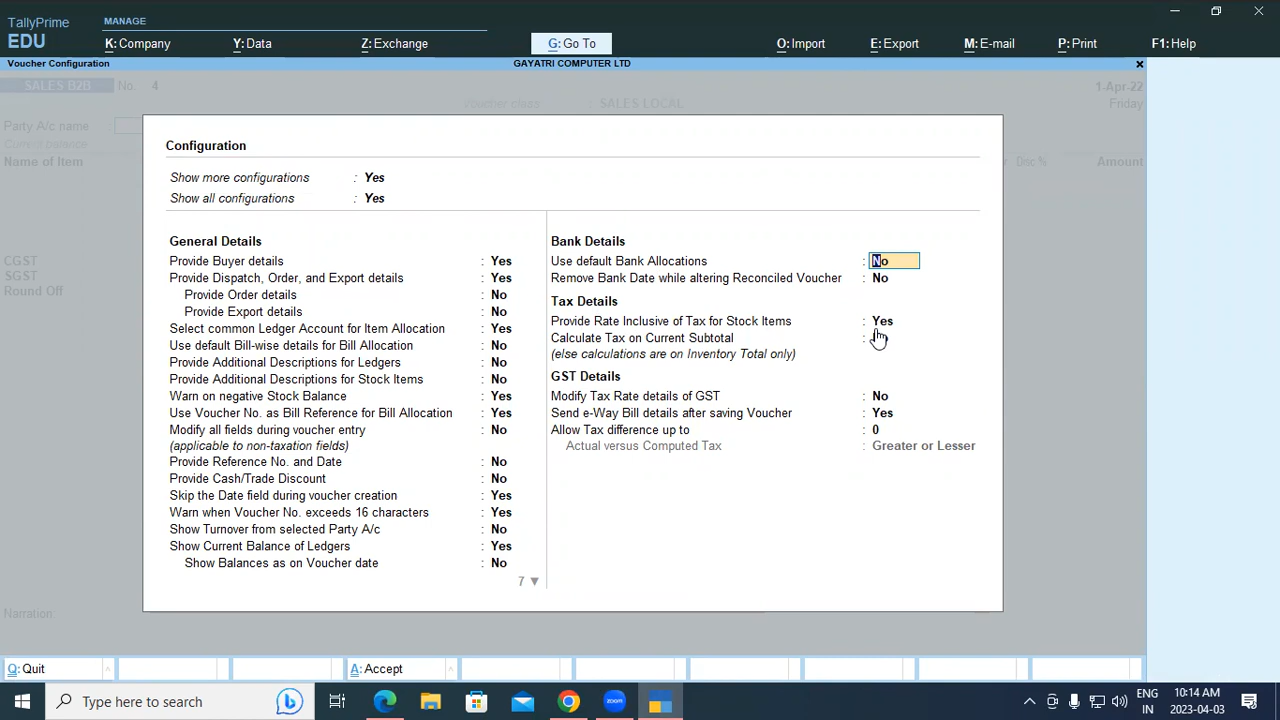 TallyPrime
EDU
MANAGE
K: Company
Y: Data
Z: Exchange
G: Go To
O: Import
E: Export
M: E-mail
P: Print
F1: Help
Voucher Configuration
GAYATRI COMPUTER LTD
SALES B2B No. 4
1-Apr-22
voucher class : SALES LOCAL
Friday
Party A/c name
Current balance
Name of Item
Disc %
Amount
CGST
SGST
Round Off
Configuration
Show more configurations : Yes
Show all configurations : Yes
General Details
Provide Buyer details : Yes
Provide Dispatch, Order, and Export details : Yes
Provide Order details : No
Provide Export details : No
Select common Ledger Account for Item Allocation : Yes
Use default Bill-wise details for Bill Allocation : No
Provide Additional Descriptions for Ledgers : No
Provide Additional Descriptions for Stock Items : No
Warn on negative Stock Balance : Yes
Use Voucher No. as Bill Reference for Bill Allocation : Yes
Modify all fields during voucher entry : No
(applicable to non-taxation fields)
Provide Reference No. and Date : No
Provide Cash/Trade Discount : No
Skip the Date field during voucher creation : Yes
Warn when Voucher No. exceeds 16 characters : Yes
Show Turnover from selected Party A/c : No
Show Current Balance of Ledgers : Yes
Show Balances as on Voucher date : No
7 ▼
Bank Details
Use default Bank Allocations : No
Remove Bank Date while altering Reconciled Voucher : No
Tax Details
Provide Rate Inclusive of Tax for Stock Items : Yes
Calculate Tax on Current Subtotal :
(else calculations are on Inventory Total only)
GST Details
Modify Tax Rate details of GST : No
Send e-Way Bill details after saving Voucher : Yes
Allow Tax difference up to : 0
Actual versus Computed Tax : Greater or Lesser
Narration:
Q: Quit
A: Accept
Type here to search
zoom
ENG
IN
10:14 AM
2023-04-03